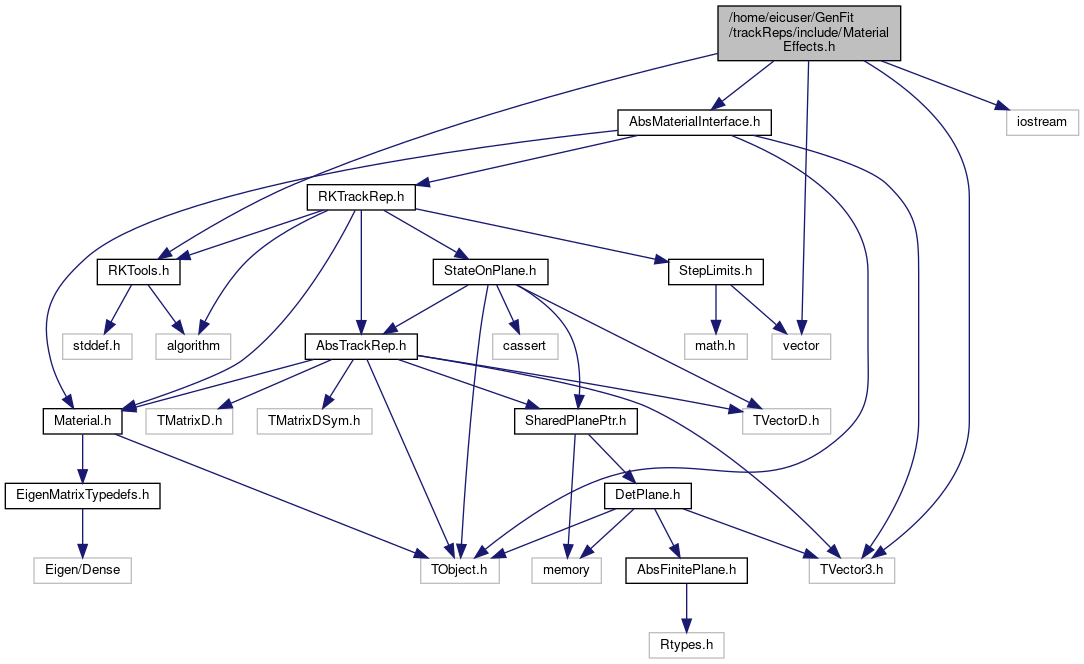 /home/eicuser/GenFit
/trackReps/include/Material
Effects.h
AbsMaterialInterface.h
iostream
RKTrackRep.h
RKTools.h
StateOnPlane.h
StepLimits.h
stddef.h
algorithm
AbsTrackRep.h
cassert
math.h
vector
Material.h
TMatrixD.h
TMatrixDSym.h
SharedPlanePtr.h
TVectorD.h
EigenMatrixTypedefs.h
DetPlane.h
Eigen/Dense
TObject.h
memory
AbsFinitePlane.h
TVector3.h
Rtypes.h